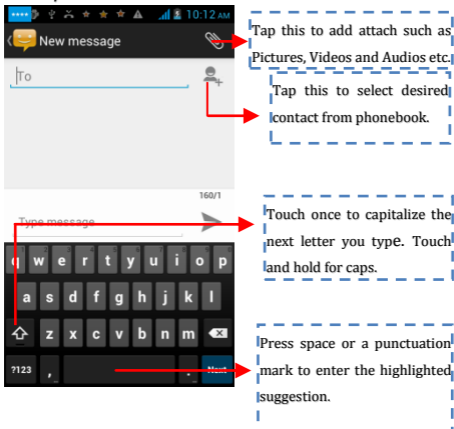 10:12 AM
New message
To
160/1
Type message
q w e r t y u i o p
a s d f g h j k l
z x c v b n m
?123 , . Next
Tap this to add attach such as
Pictures, Videos and Audios etc.
Tap this to select desired
contact from phonebook.
Touch once to capitalize the
next letter you type. Touch
and hold for caps.
Press space or a punctuation
mark to enter the highlighted
suggestion.